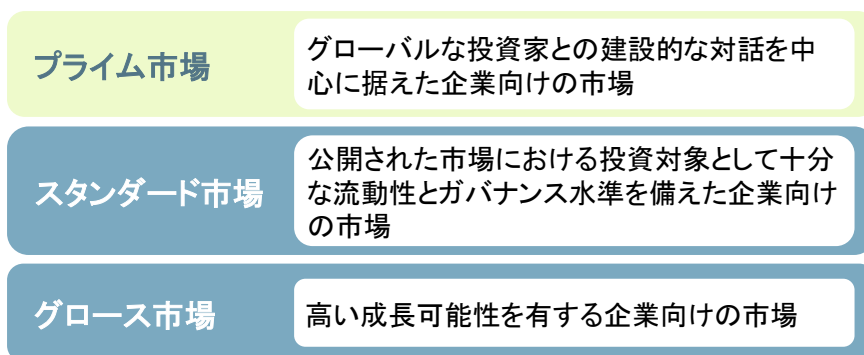 プライム市場
グローバルな投資家との建設的な対話を中
心に据えた企業向けの市場
スタンダード市場
公開された市場における投資対象として十分
な流動性とガバナンス水準を備えた企業向け
の市場
グロース市場
高い成長可能性を有する企業向けの市場